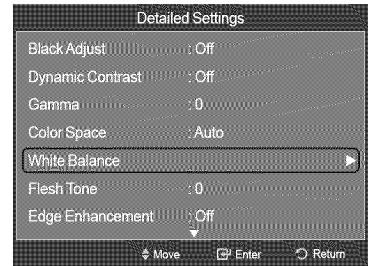 Detailed Settings
Black Adjust : Off
Dynamic Contrast : Off
Gamma : 0
Color Space : Auto
White Balance
Flesh Tone : 0
Edge Enhancement : Off
Move Enter Return